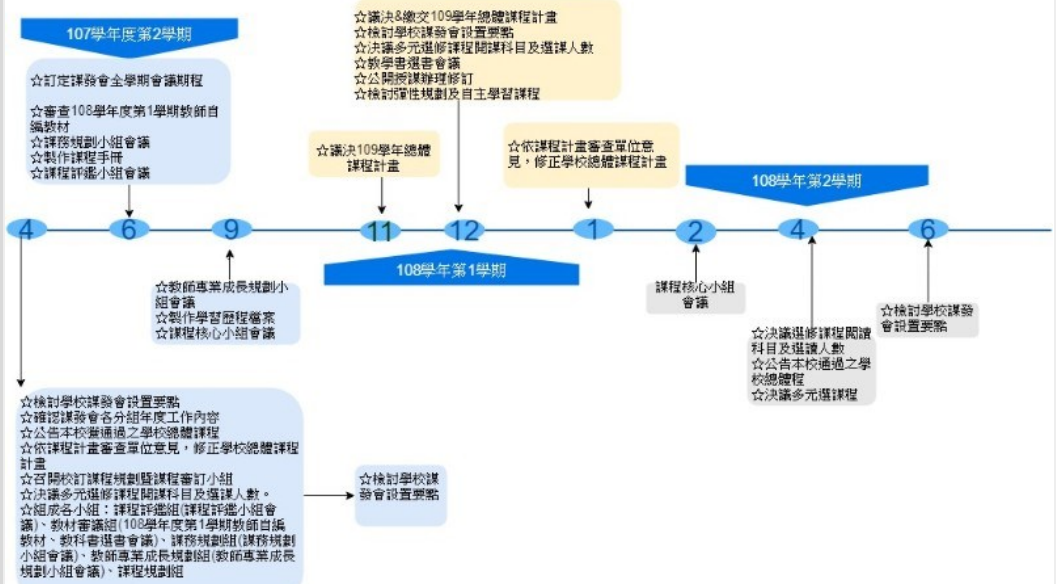 107學年度第2學期
☆訂定課發會全學期會議期程
☆審查108學年度第1學期教師自
編教材
☆課務規劃小組會議
☆製作課程手冊
☆課程評鑑小組會議
☆議決&繳交109學年總體課程計畫
☆檢討學校課發會設置要點
☆決議多元選修課程開課科目及選課人數
☆教學書選書會議
☆公開授課辦理修訂
☆檢討彈性規劃及自主學習課程
☆議決109學年總體
課程計畫
☆依課程計畫審查單位意
見,修正學校總體課程計畫
108學年第2學期
4
6
9
11
12
1
2
4
6
108學年第1學期
☆教師專業成長規劃小
組會議
☆製作學習歷程檔案
☆課程核心小組會議
課程核心小組
會議
☆決議選修課程閱讀
科目及選讀人數
☆公告本校通過之學
校總體程
☆決議多元選課程
☆檢討學校課發
會設置要點
☆檢討學校課發會設置要點
☆確認課發會各分組年度工作內容
☆公告本校審通過之學校總體課程
☆依課程計畫審查單位意見,修正學校總體課程
計畫
☆召開校訂課程規劃暨課程審訂小組
☆決議多元選修課程開課科目及選課人數。
☆組成各小組:課程評鑑組(課程評鑑小組會
議)、教材審議組(108學年度第1學期教師自編
教材、教科書選書會議)、課務規劃組(課務規劃
小組會議)、教師專業成長規劃組(教師專業成長
規劃小組會議)、課程規劃組
☆檢討學校課
發會設置要點